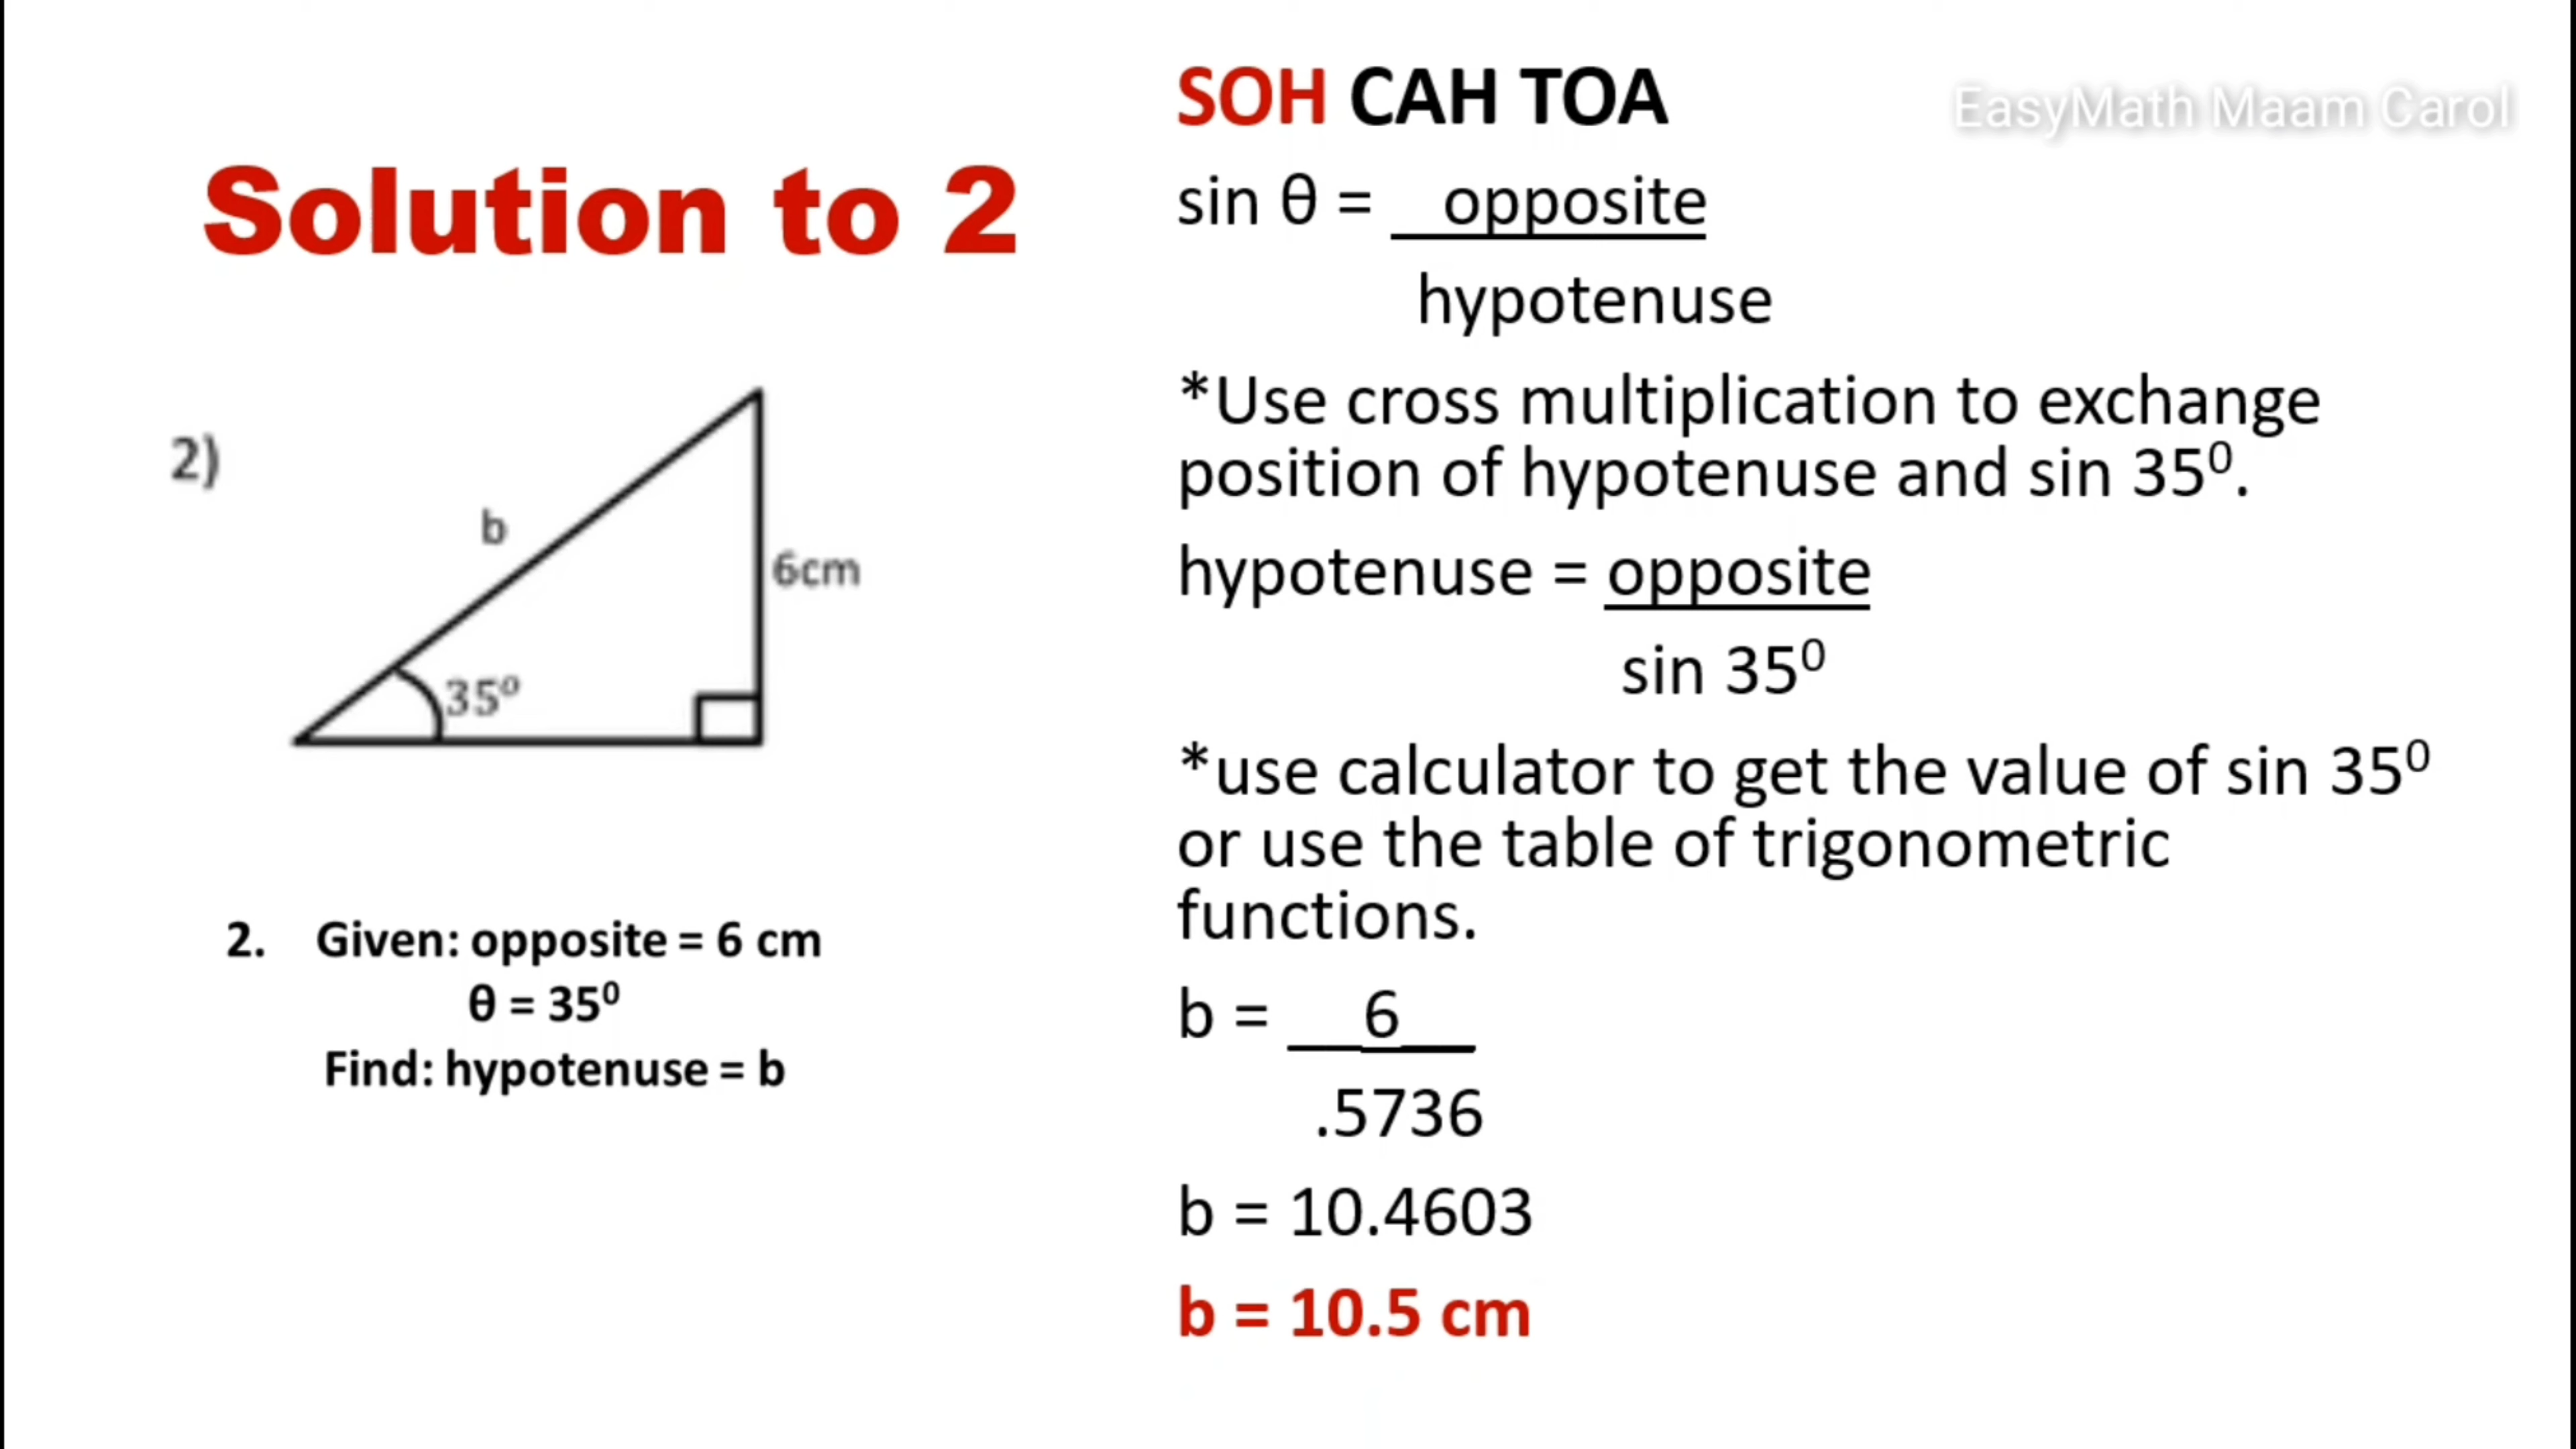 Solution to 2
2)
b
6cm
35⁰
2. Given: opposite = 6 cm
θ = 35⁰
Find: hypotenuse = b
SOH CAH TOA
EasyMath Maam Carol
sin θ = opposite
hypotenuse
*Use cross multiplication to exchange
position of hypotenuse and sin 35⁰.
hypotenuse = opposite
sin 35⁰
*use calculator to get the value of sin 35⁰
or use the table of trigonometric
functions.
b = 6
.5736
b = 10.4603
b = 10.5 cm